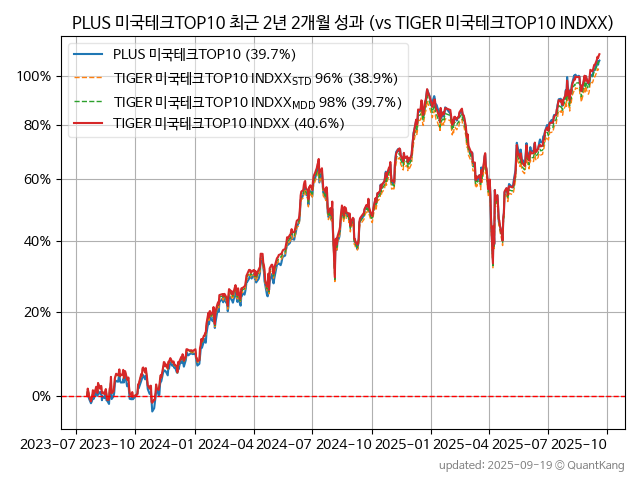 PLUS 미국테크TOP10 최근 2년 2개월 성과 (vs TIGER 미국테크TOP10 INDXX)
PLUS 미국테크TOP10 (39.7%)
TIGER 미국테크TOP10 INDXXSTD 96% (38.9%)
TIGER 미국테크TOP10 INDXXMDD 98% (39.7%)
TIGER 미국테크TOP10 INDXX (40.6%)
100%
80%
60%
40%
20%
0%
2023-07 2023-10 2024-01 2024-04 2024-07 2024-10 2025-01 2025-04 2025-07 2025-10
updated: 2025-09-19 © QuantKang